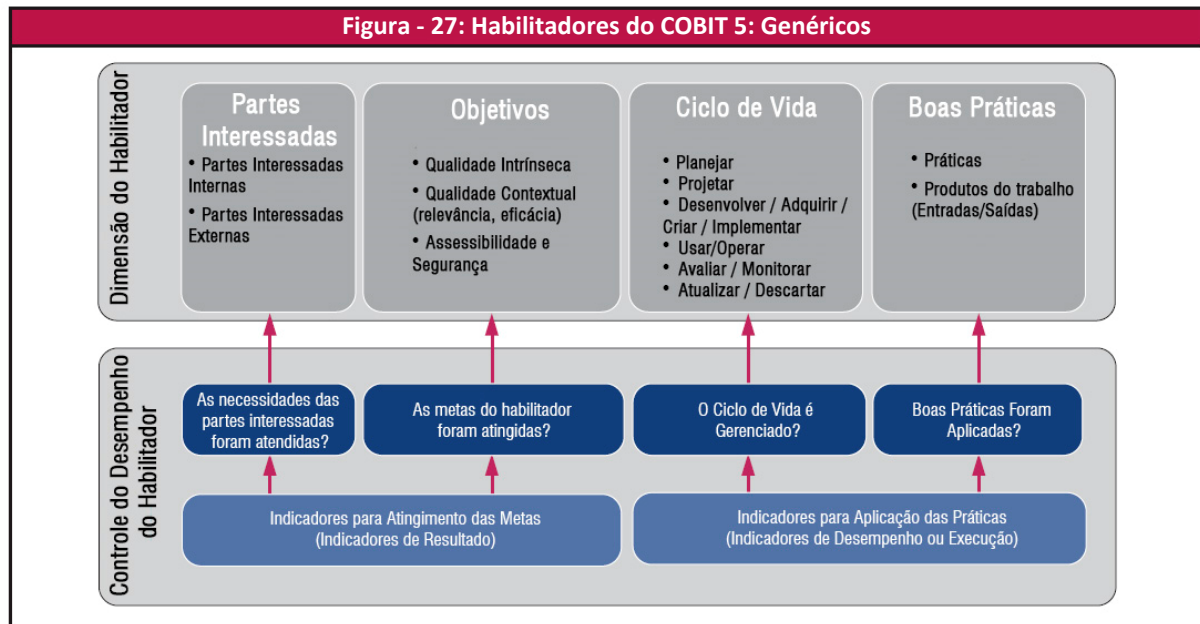 Figura - 27: Habilitadores do COBIT 5: Genéricos
Dimensão do Habilitador
Partes
Interessadas
• Partes Interessadas
Internas
• Partes Interessadas
Externas
Objetivos
• Qualidade Intrínseca
• Qualidade Contextual
(relevância, eficácia)
• Assessibilidade e
Segurança
Ciclo de Vida
• Planejar
• Projetar
• Desenvolver / Adquirir /
Criar / Implementar
• Usar/Operar
• Avaliar / Monitorar
• Atualizar / Descartar
Boas Práticas
• Práticas
• Produtos do trabalho
(Entradas/Saídas)
Controle do Desempenho
do Habilitador
As necessidades das
partes interessadas
foram atendidas?
As metas do habilitador
foram atingidas?
O Ciclo de Vida é
Gerenciado?
Boas Práticas Foram
Aplicadas?
Indicadores para Atingimento das Metas
(Indicadores de Resultado)
Indicadores para Aplicação das Práticas
(Indicadores de Desempenho ou Execução)